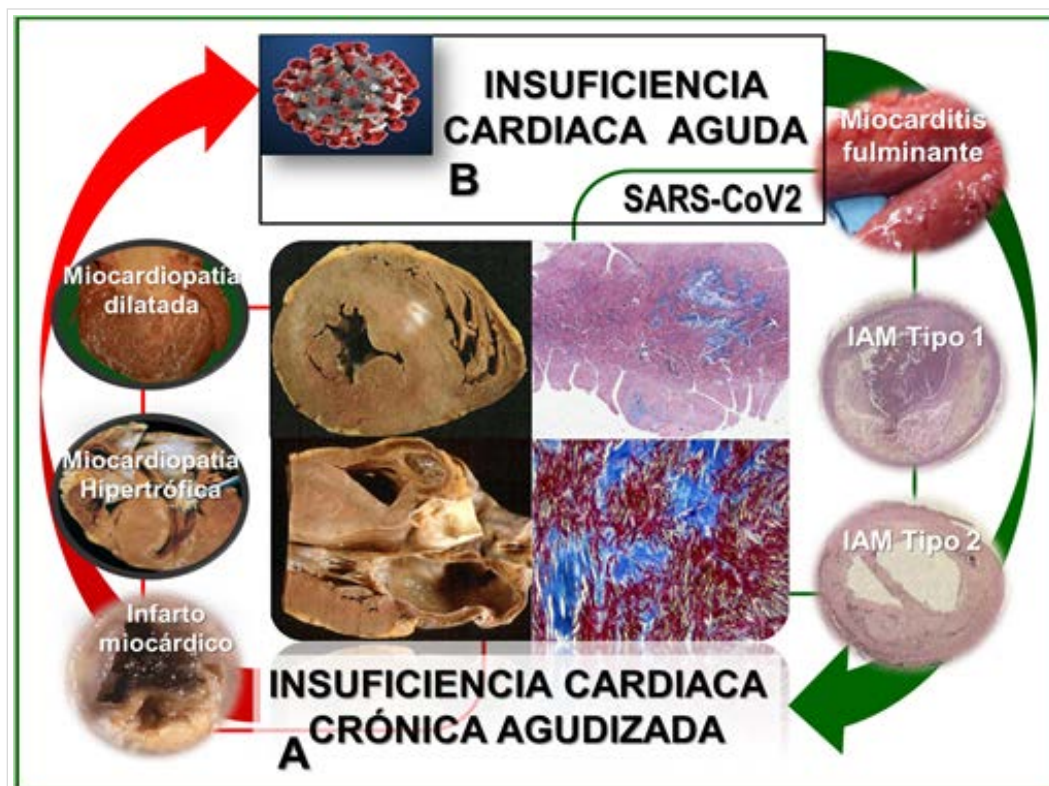 INSUFICIENCIA
CARDIACA AGUDA
B
SARS-CoV2
Miocarditis
fulminante
Miocardiopatía
dilatada
IAM Tipo 1
Miocardiopatía
Hipertrófica
IAM Tipo 2
Infarto
miocárdico
INSUFICIENCIA CARDIACA
CRÓNICA AGUDIZADA
A